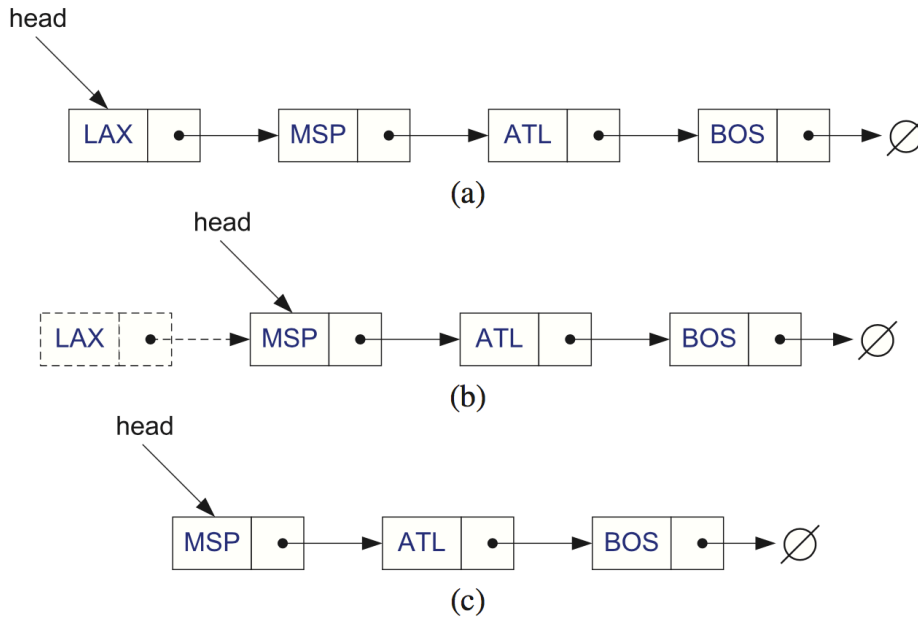 head
LAX MSP ATL BOS
(a)
head
LAX MSP ATL BOS
(b)
head
MSP ATL BOS
(c)